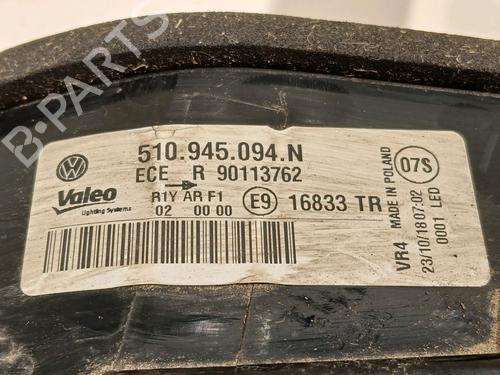 B-PARTS
510.945.094.N
ECE R 90113762
Valeo
Lighting Systems
R1Y AR F1
02 00 00
E9
16833 TR
07S
MADE IN POLAND
VR4
23/10/18 07:02
0001 LED